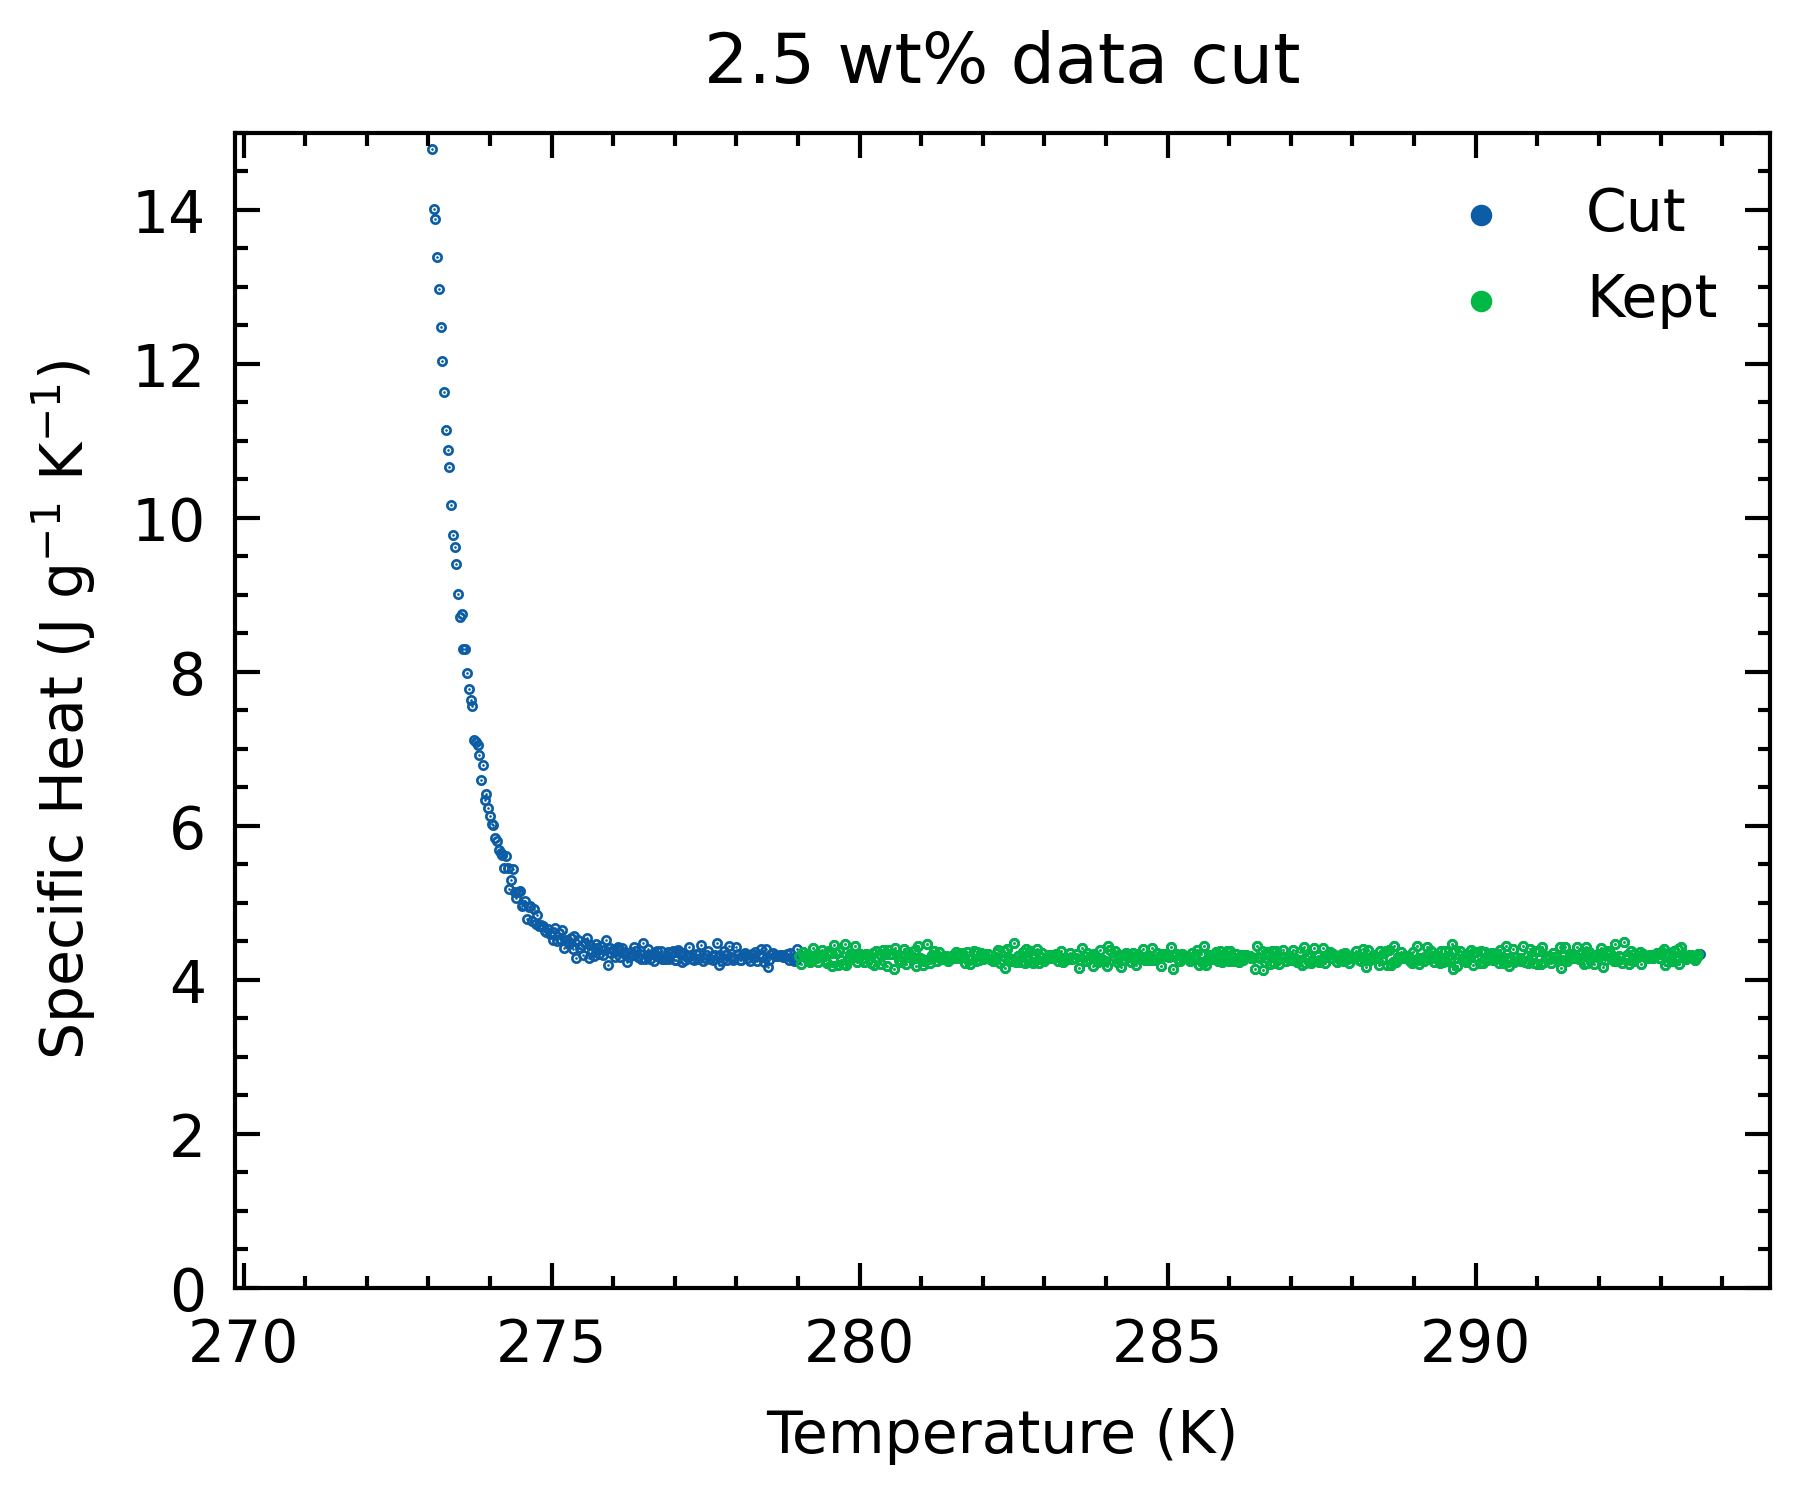 2.5 wt% data cut
Cut
Kept
14
12
10
8
6
4
2
0
270 275 280 285 290
Specific Heat (J g⁻¹ K⁻¹)
Temperature (K)